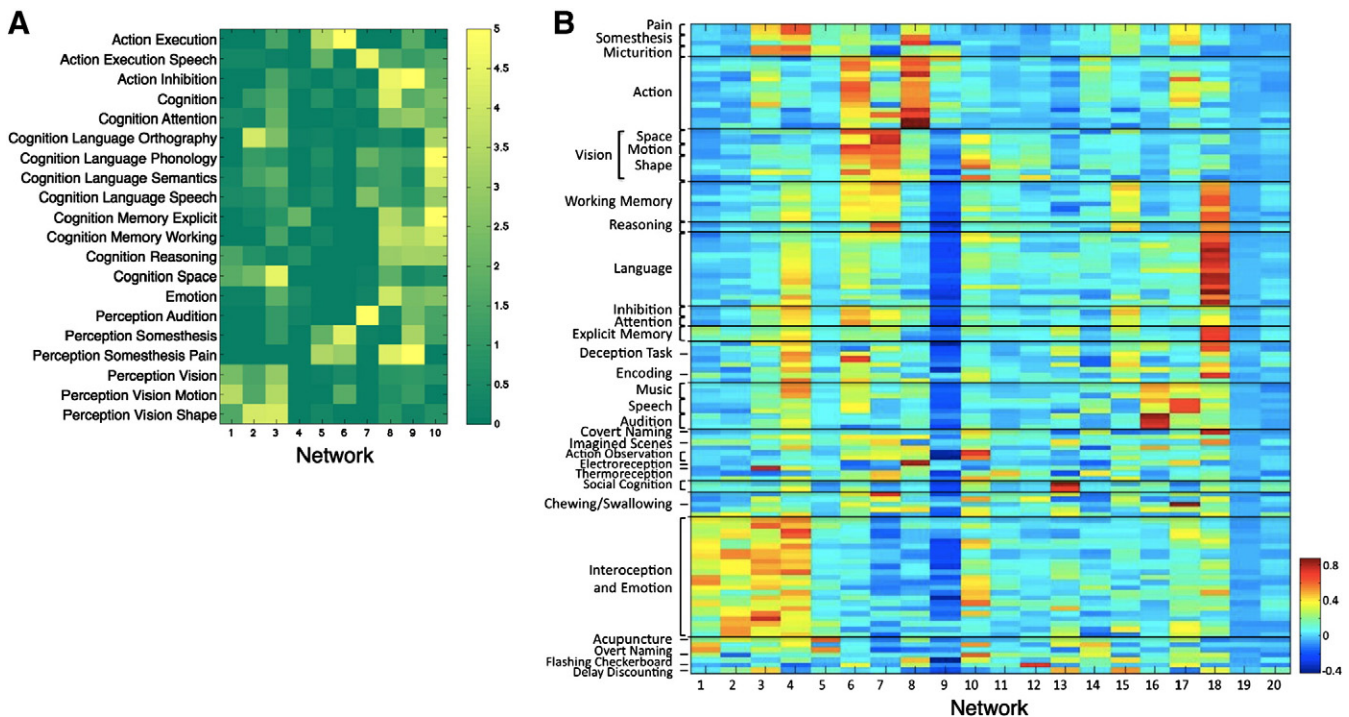 A
Action Execution
Action Execution Speech
Action Inhibition
Cognition
Cognition Attention
Cognition Language Orthography
Cognition Language Phonology
Cognition Language Semantics
Cognition Language Speech
Cognition Memory Explicit
Cognition Memory Working
Cognition Reasoning
Cognition Space
Emotion
Perception Audition
Perception Somesthesis
Perception Somesthesis Pain
Perception Vision
Perception Vision Motion
Perception Vision Shape
1 2 3 4 5 6 7 8 9 10
Network
5
4.5
4
3.5
3
2.5
2
1.5
1
0.5
0
B
Pain
Somesthesis
Micturition
Action
Vision
Space
Motion
Shape
Working Memory
Reasoning
Language
Inhibition
Attention
Explicit Memory
Deception Task
Encoding
Music
Speech
Audition
Covert Naming
Imagined Scenes
Action Observation
Electroreception
Thermoreception
Social Cognition
Chewing/Swallowing
Interoception
and Emotion
Acupuncture
Overt Naming
Flashing Checkerboard
Delay Discounting
1 2 3 4 5 6 7 8 9 10 11 12 13 14 15 16 17 18 19 20
Network
0.8
0.4
0
-0.4